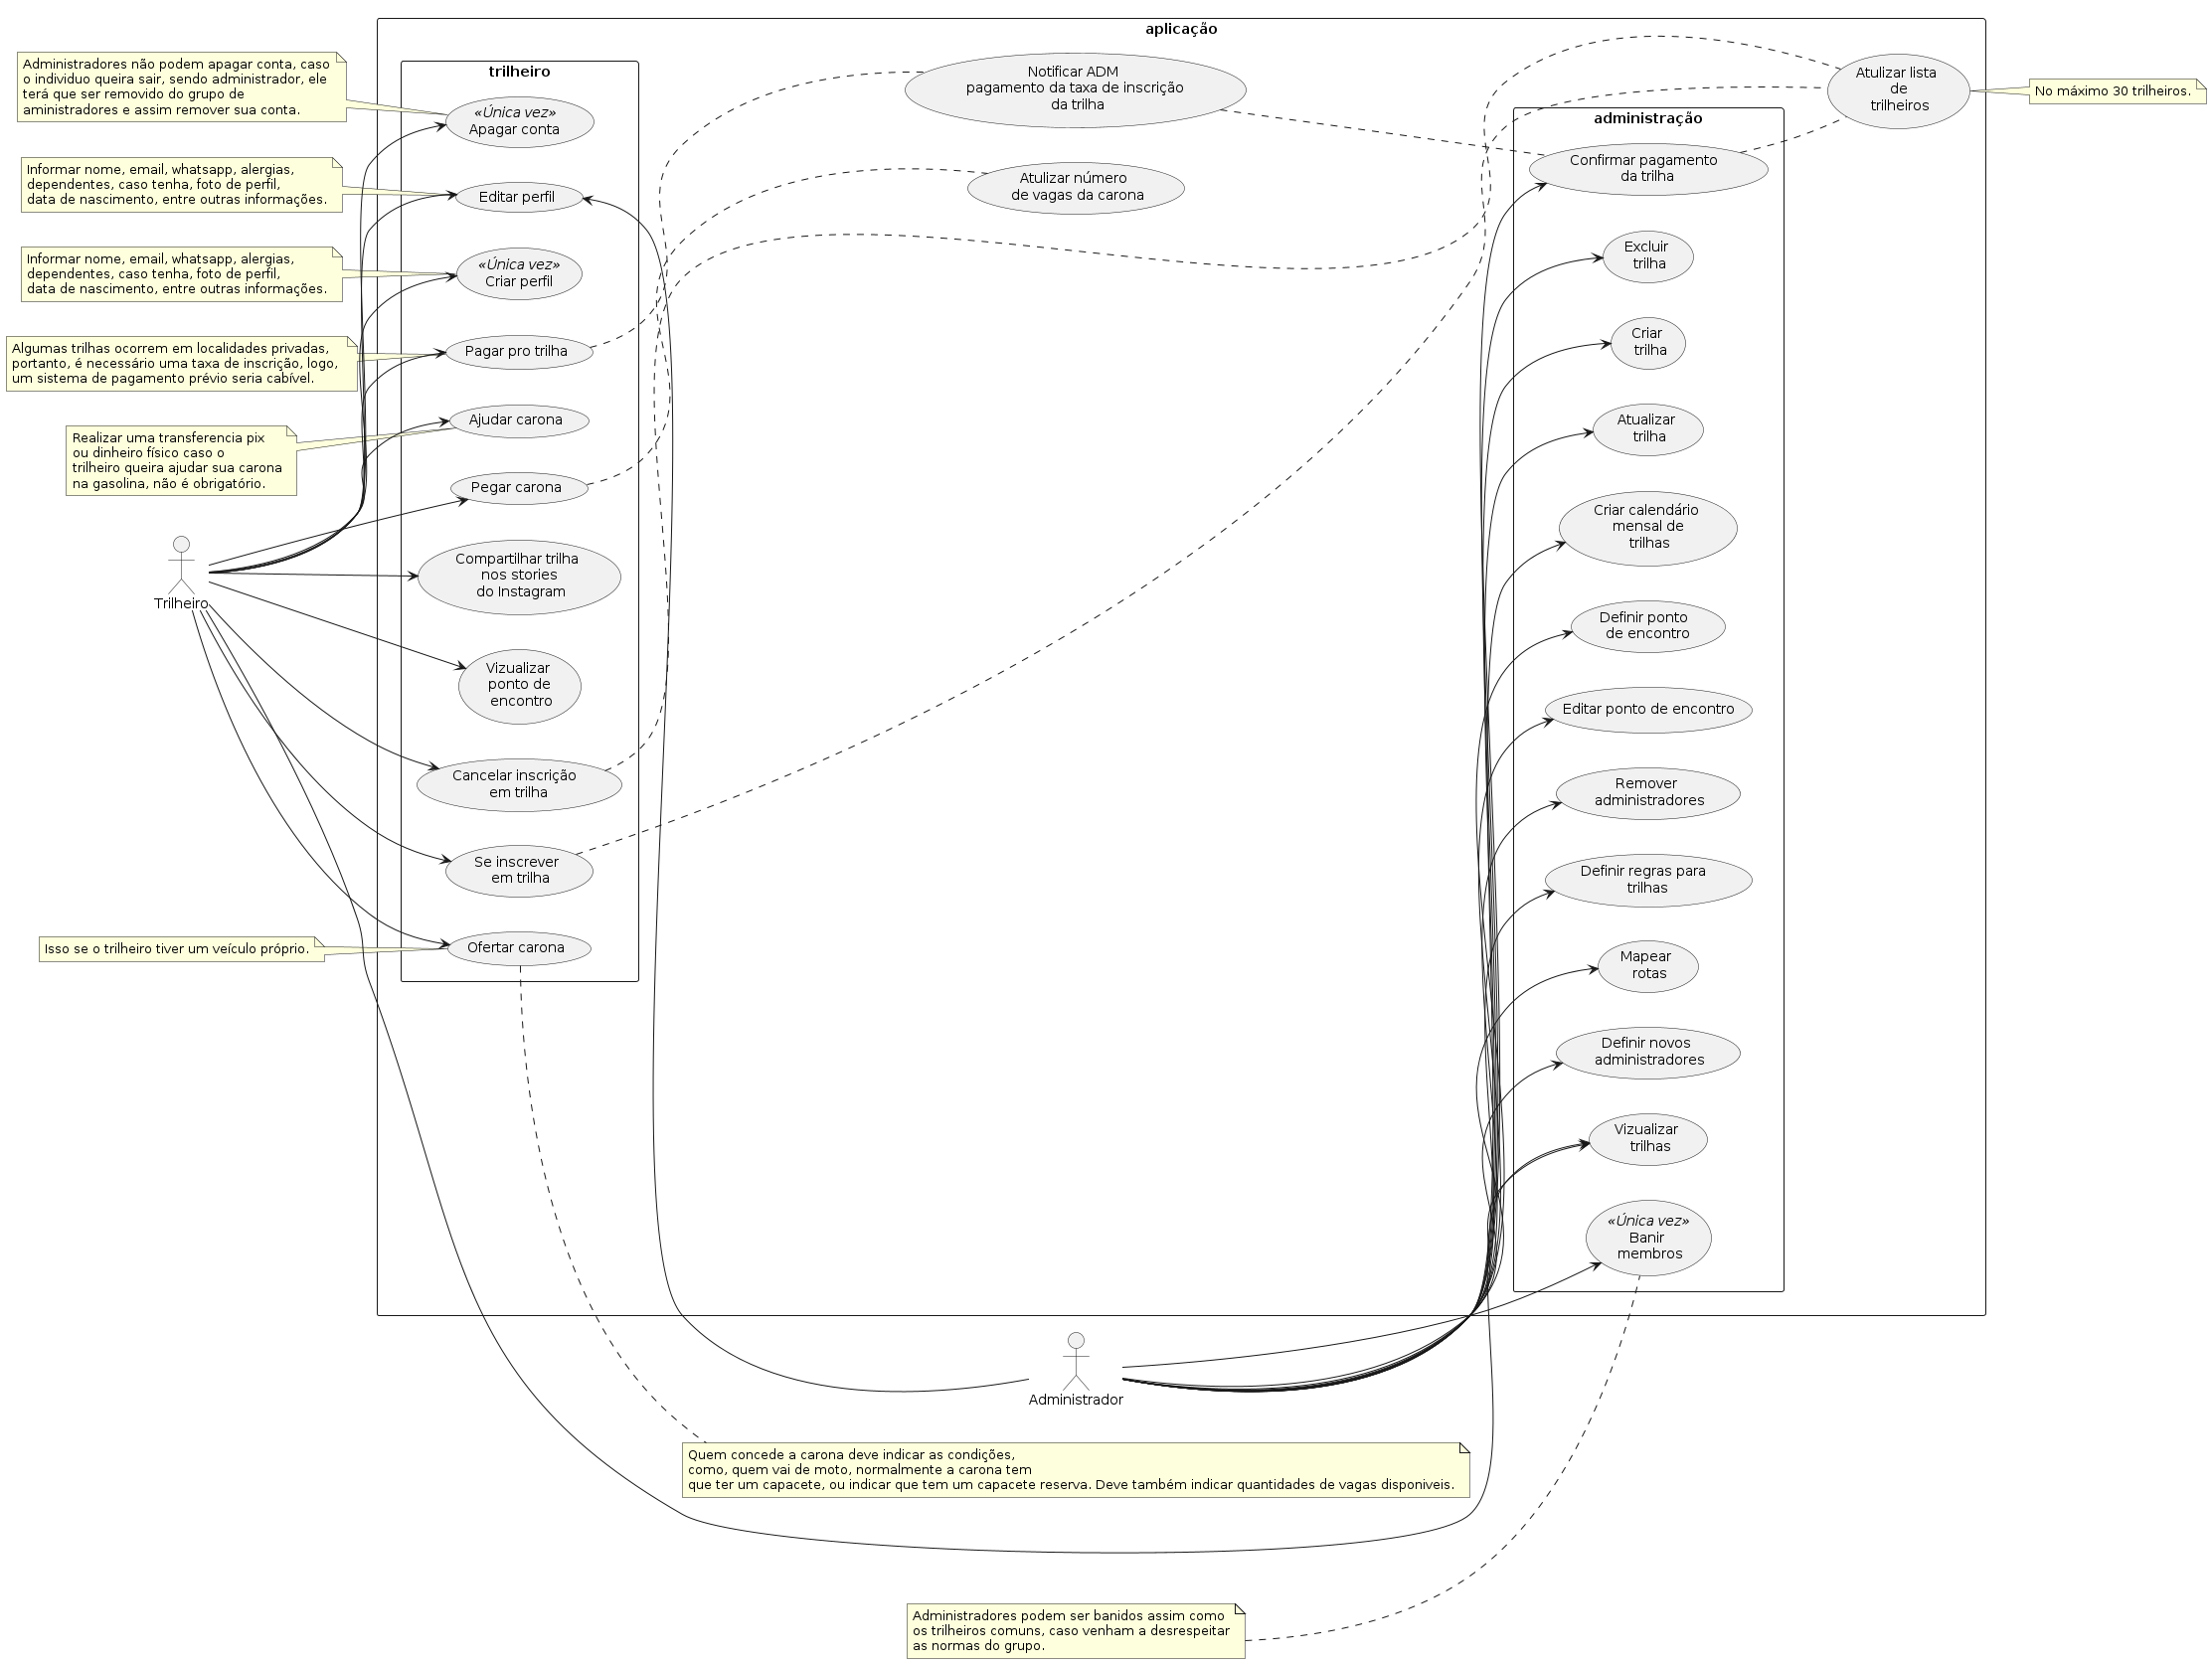 aplicação
trilheiro
Administradores não podem apagar conta, caso
o individuo queira sair, sendo administrador, ele
terá que ser removido do grupo de
aministradores e assim remover sua conta.
«Única vez»
Apagar conta
Informar nome, email, whatsapp, alergias,
dependentes, caso tenha, foto de perfil,
data de nascimento, entre outras informações.
Editar perfil
Informar nome, email, whatsapp, alergias,
dependentes, caso tenha, foto de perfil,
data de nascimento, entre outras informações.
«Única vez»
Criar perfil
Algumas trilhas ocorrem em localidades privadas,
portanto, é necessário uma taxa de inscrição, logo,
um sistema de pagamento prévio seria cabível.
Pagar pro trilha
Realizar uma transferencia pix
ou dinheiro físico caso o
trilheiro queira ajudar sua carona
na gasolina, não é obrigatório.
Ajudar carona
Pegar carona
Trilheiro
Compartilhar trilha
nos stories
do Instagram
Vizualizar
ponto de
encontro
Cancelar inscrição
em trilha
Se inscrever
em trilha
Isso se o trilheiro tiver um veículo próprio.
Ofertar carona
Notificar ADM
pagamento da taxa de inscrição
da trilha
Atulizar número
de vagas da carona
Atulizar lista
de
trilheiros
No máximo 30 trilheiros.
administração
Confirmar pagamento
da trilha
Excluir
trilha
Criar
trilha
Atualizar
trilha
Criar calendário
mensal de
trilhas
Definir ponto
de encontro
Editar ponto de encontro
Remover
administradores
Definir regras para
trilhas
Mapear
rotas
Definir novos
administradores
Vizualizar
trilhas
«Única vez»
Banir
membros
Administrador
Quem concede a carona deve indicar as condições,
como, quem vai de moto, normalmente a carona tem
que ter um capacete, ou indicar que tem um capacete reserva. Deve também indicar quantidades de vagas disponiveis.
Administradores podem ser banidos assim como
os trilheiros comuns, caso venham a desrespeitar
as normas do grupo.